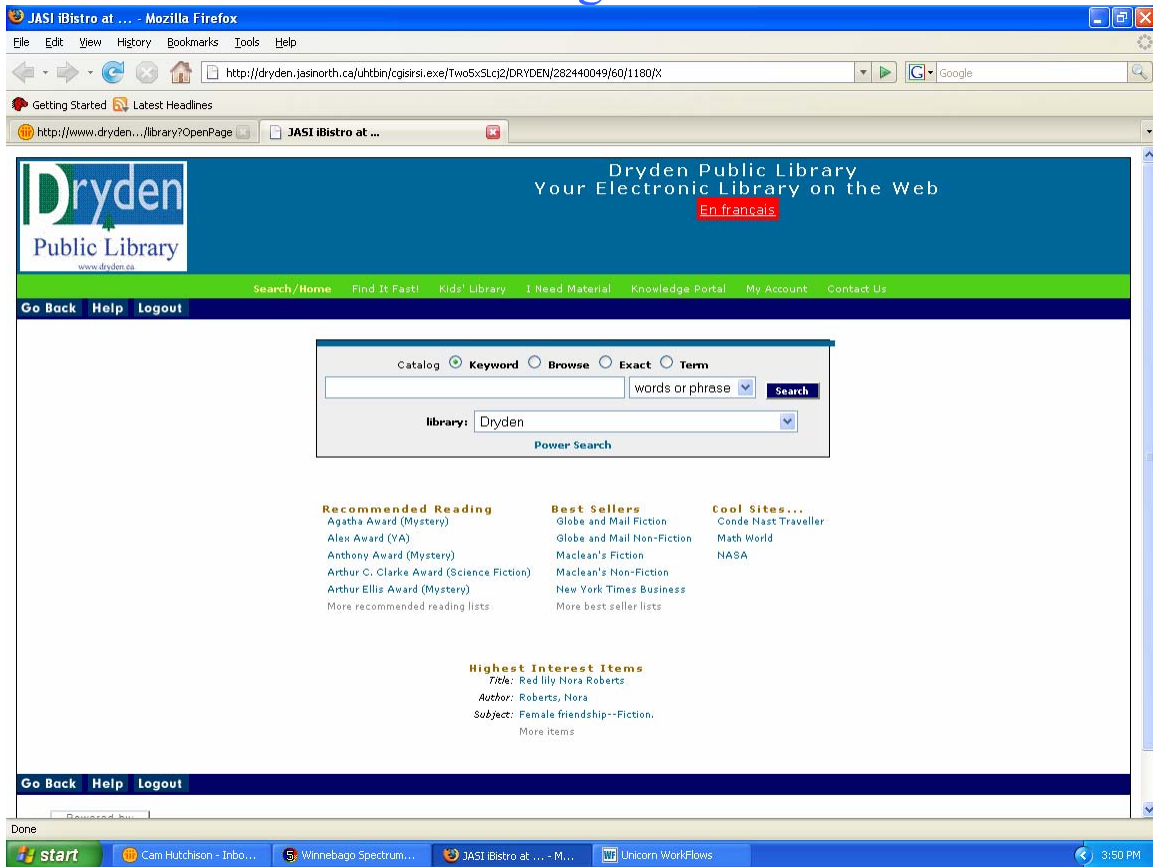 JASI iBistro at ... - Mozilla Firefox
File Edit View History Bookmarks Tools Help
http://dryden.jasinorth.ca/uhtbin/cgisirsi.exe/Two5xSLcj2/DRYDEN/282440049/60/1180/X
G Google
Getting Started Latest Headlines
http://www.dryden.../library?OpenPage JASI iBistro at ...
Dryden
Public Library
www.dryden.ca
Dryden Public Library
Your Electronic Library on the Web
En français
Search/Home Find It Fast! Kids' Library I Need Material Knowledge Portal My Account Contact Us
Go Back Help Logout
Catalog Keyword Browse Exact Term
words or phrase Search
library: Dryden
Power Search
Recommended Reading
Agatha Award (Mystery)
Alex Award (YA)
Anthony Award (Mystery)
Arthur C. Clarke Award (Science Fiction)
Arthur Ellis Award (Mystery)
More recommended reading lists
Best Sellers
Globe and Mail Fiction
Globe and Mail Non-Fiction
Maclean's Fiction
Maclean's Non-Fiction
New York Times Business
More best seller lists
Cool Sites...
Conde Nast Traveller
Math World
NASA
Highest Interest Items
Title: Red lily Nora Roberts
Author: Roberts, Nora
Subject: Female friendship--Fiction.
More items
Go Back Help Logout
Powered by
Done
start Cam Hutchison - Inbo... Winnebago Spectrum... JASI iBistro at ... - M... WF Unicorn WorkFlows 3:50 PM